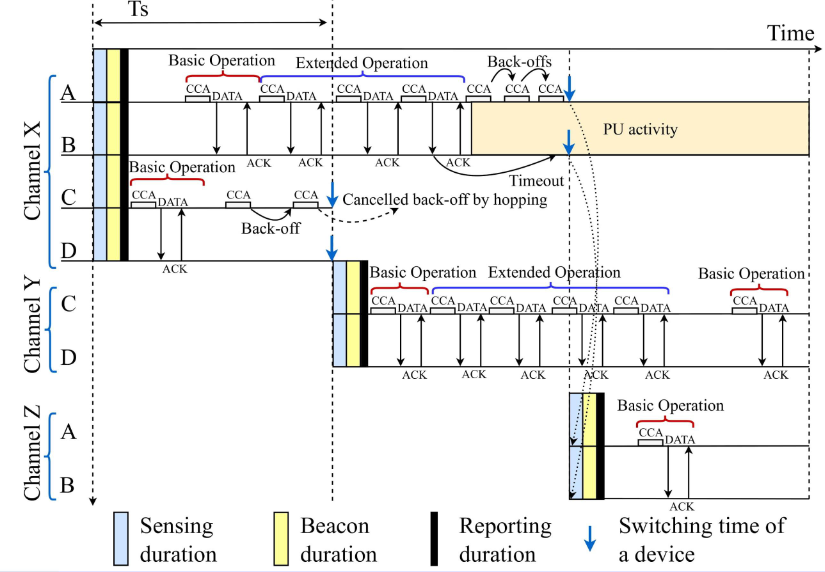 Ts
Time
Basic Operation Extended Operation Back-offs
Channel X
A
CCA DATA CCA DATA CCA DATA CCA DATA CCA CCA CCA
B
PU activity
ACK ACK ACK ACK
Timeout
Basic Operation
C
CCA DATA CCA CCA
Cancelled back-off by hopping
Back-off
D
ACK
Basic Operation Extended Operation Basic Operation
Channel Y
C
CCA DATA CCA DATA CCA DATA CCA DATA CCA DATA CCA DATA
D
ACK ACK ACK ACK ACK ACK
Channel Z
Basic Operation
A
CCA DATA
B
ACK
Sensing duration
Beacon duration
Reporting duration
Switching time of a device